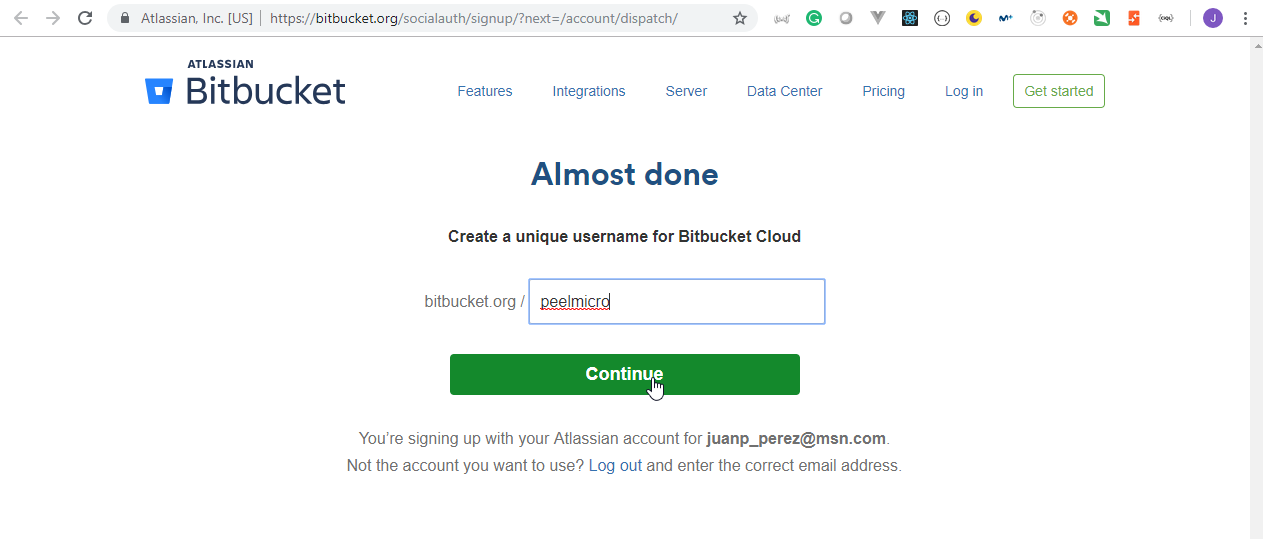 Atlassian, Inc. [US] | https://bitbucket.org/socialauth/signup/?next=/account/dispatch/
J
ATLASSIAN
Bitbucket
Features Integrations Server Data Center Pricing Log in Get started
Almost done
Create a unique username for Bitbucket Cloud
bitbucket.org / peelmicro
Continue
You’re signing up with your Atlassian account for juanp_perez@msn.com.
Not the account you want to use? Log out and enter the correct email address.